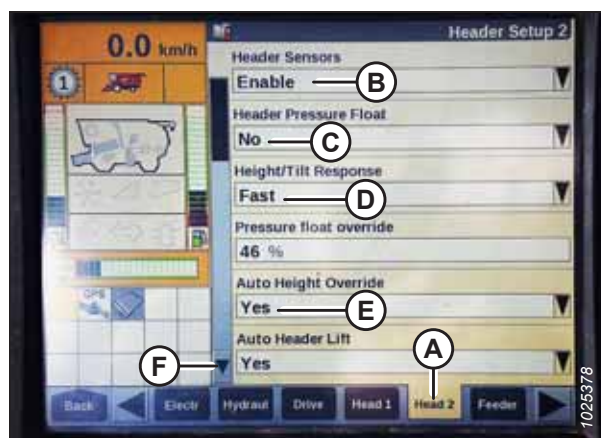 0.0 km/h
Header Setup 2
1
Header Sensors
Enable
B
Header Pressure Float
No
C
Height/Tilt Response
Fast
D
Pressure float override
46 %
Auto Height Override
Yes
E
GPS
Auto Header Lift
Yes
F
A
Back
Electr
Hydraul
Drive
Head 1
Head 2
Feeder
1025378